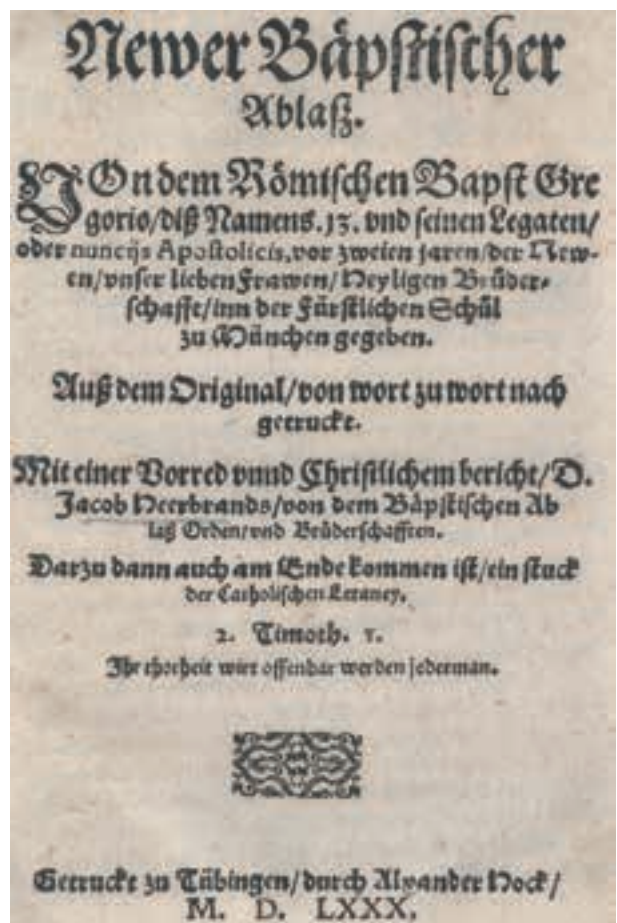 Newer Bäpstischer
Ablaß.
VOn dem Römischen Bapst Gre
gorio/diß Namens.13.vnd seinen Legaten/
oder nuncijs Apostolicis,vor zweien jaren/der New-
en/vnser lieben Frawen/Heyligen Brüder-
schafft/inn der Fürstlichen Schůl
zu München gegeben.
Auß dem Original/von wort zu wort nach
getruckt.
Mit einer Vorred vnnd Christlichem bericht/D.
Jacob Heerbrands/von dem Bäpstischen Ab
laß Orden/vnd Brüderschafften.
Darzu dann auch am Ende kommen ist/ein stuck
der Catholischen Letaney.
2. Timoth.
Ihr thorheit wirt offenbar werden jederman.
Getruckt zu Tübingen/durch Alexander Hock/
M. D. LXXX.